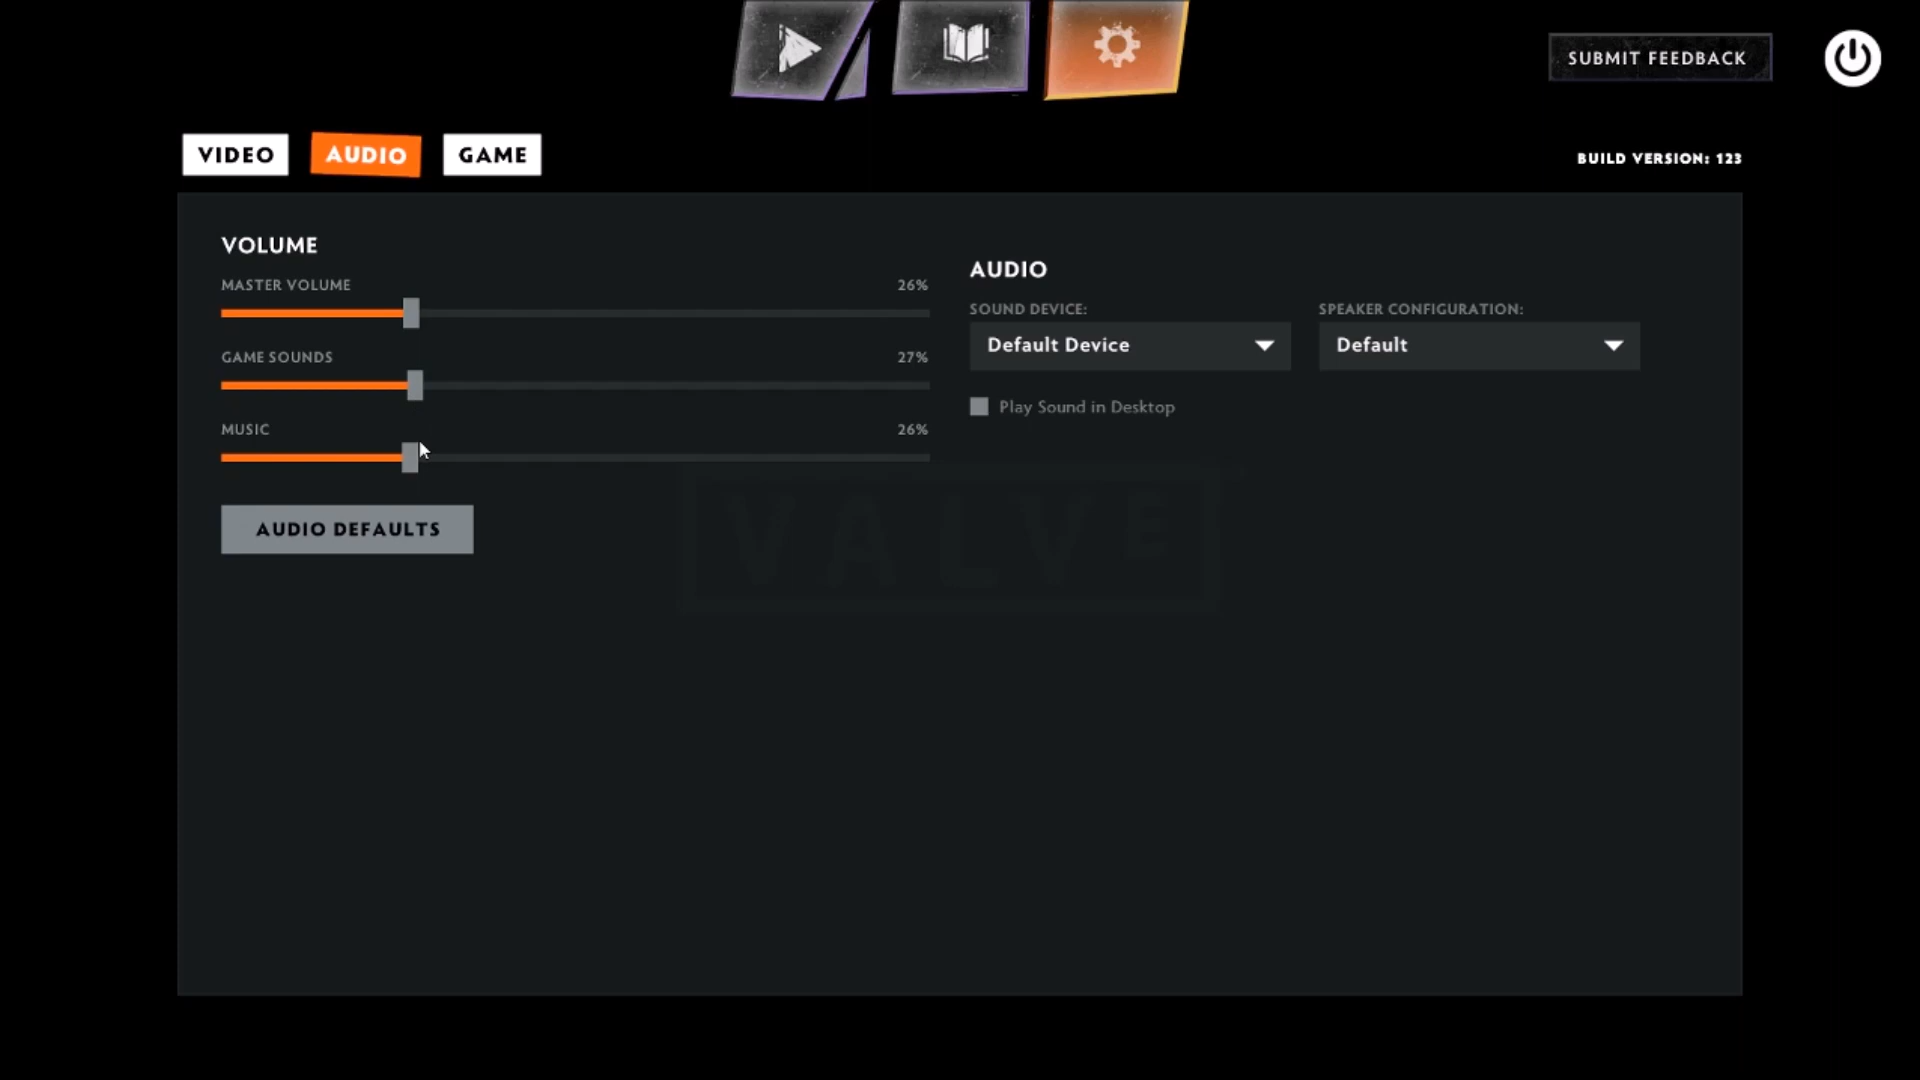 SUBMIT FEEDBACK
VIDEO AUDIO GAME
BUILD VERSION: 123
VOLUME
MASTER VOLUME 26%
GAME SOUNDS 27%
MUSIC 26%
AUDIO DEFAULTS
AUDIO
SOUND DEVICE: SPEAKER CONFIGURATION:
Default Device Default
Play Sound in Desktop
VALVE